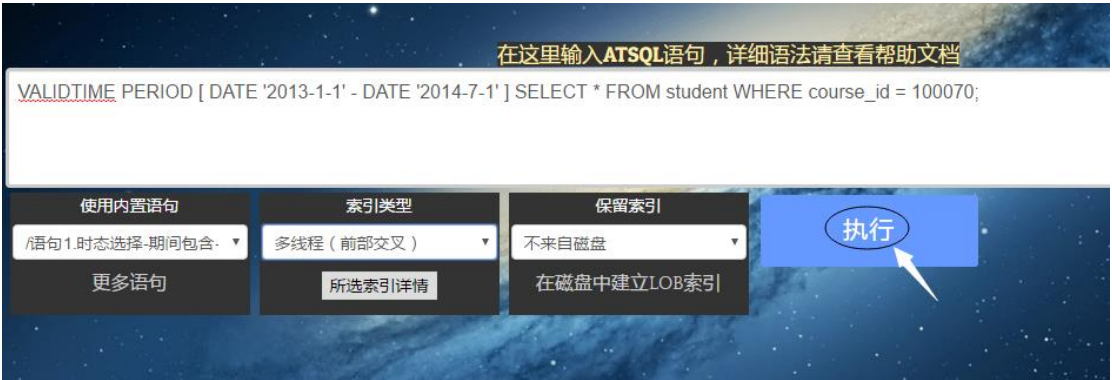 在这里输入ATSQL语句，详细语法请查看帮助文档
VALIDTIME PERIOD [ DATE '2013-1-1' - DATE '2014-7-1' ] SELECT * FROM student WHERE course_id = 100070;
使用内置语句
/语句1.时态选择-期间包含-
更多语句
索引类型
多线程（前部交叉）
所选索引详情
保留索引
不来自磁盘
在磁盘中建立LOB索引
执行